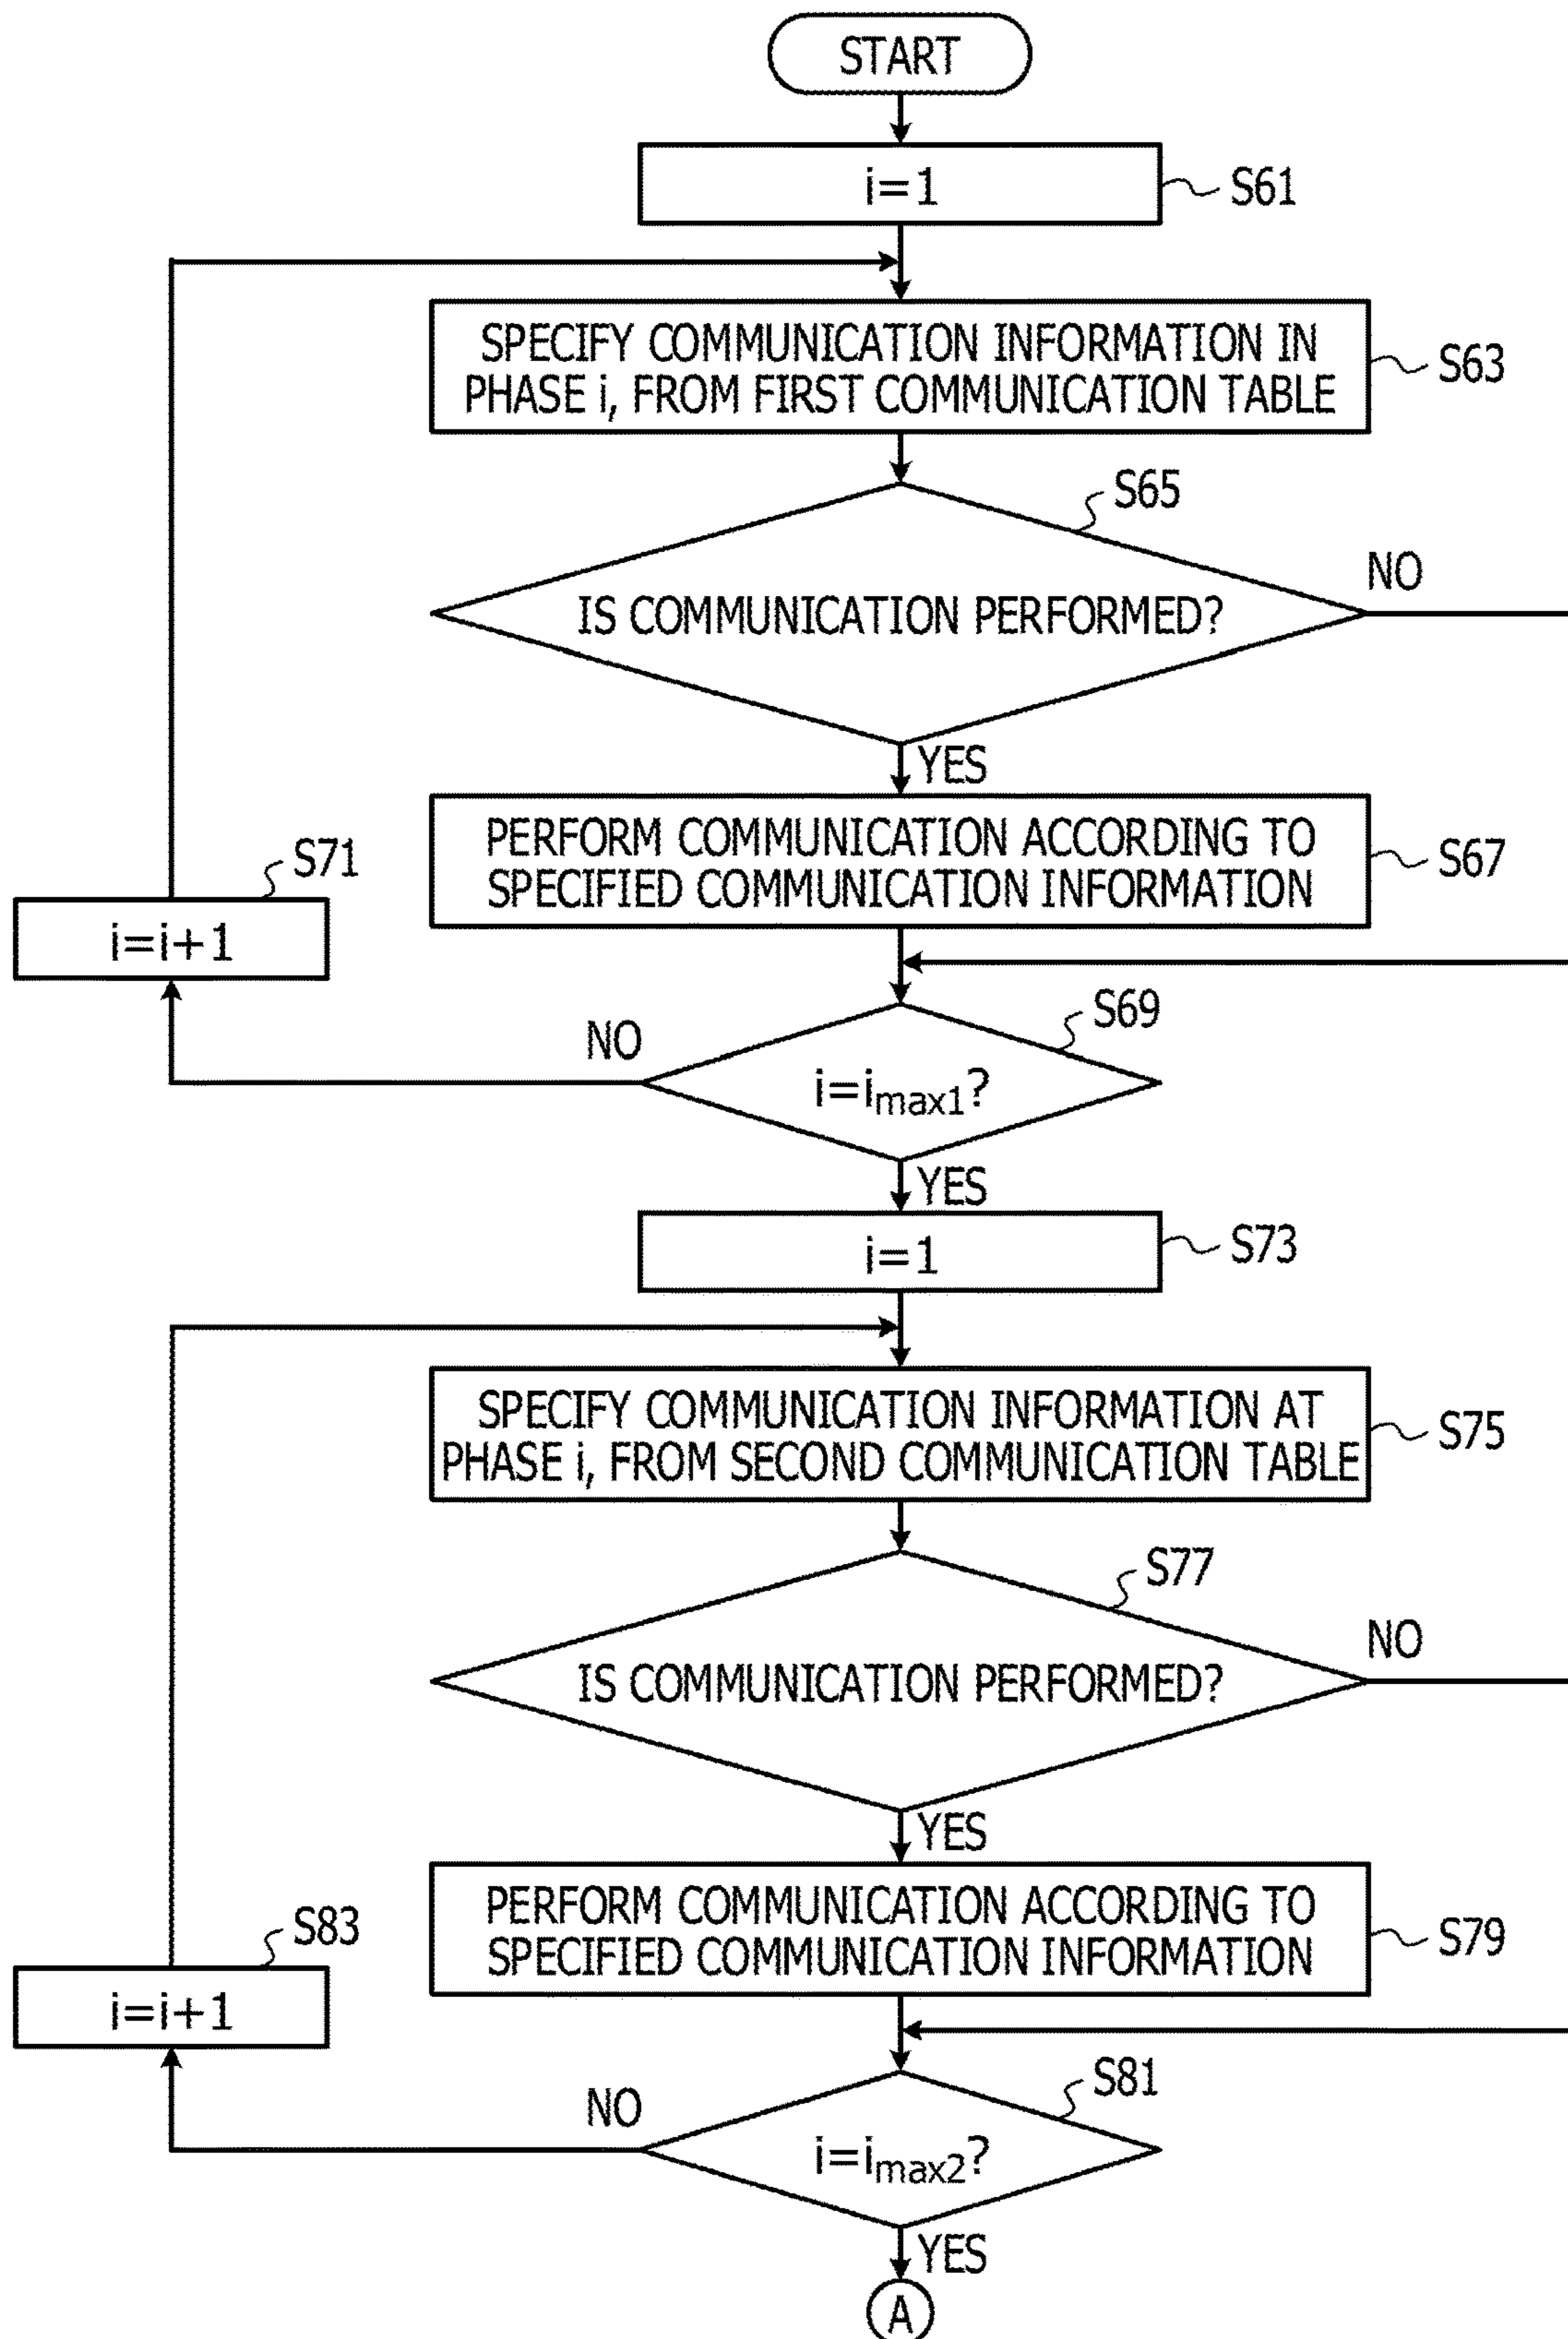 START
i=1
S61
SPECIFY COMMUNICATION INFORMATION IN
PHASE i, FROM FIRST COMMUNICATION TABLE
S63
S65
IS COMMUNICATION PERFORMED?
NO
YES
PERFORM COMMUNICATION ACCORDING TO
SPECIFIED COMMUNICATION INFORMATION
S67
S71
i=i+1
S69
NO
i=imax1?
YES
i=1
S73
SPECIFY COMMUNICATION INFORMATION AT
PHASE i, FROM SECOND COMMUNICATION TABLE
S75
S77
IS COMMUNICATION PERFORMED?
NO
YES
PERFORM COMMUNICATION ACCORDING TO
SPECIFIED COMMUNICATION INFORMATION
S79
S83
i=i+1
S81
NO
i=imax2?
YES
A